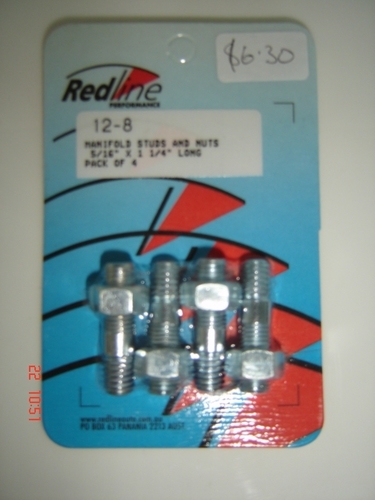 $6.30
Redline
PERFORMANCE
12-8
MANIFOLD STUDS AND NUTS
5/16" X 1 1/4" LONG
PACK OF 4
www.redlineauto.com.au
PO BOX 63 PANANIA 2213 AUST
22 10:51